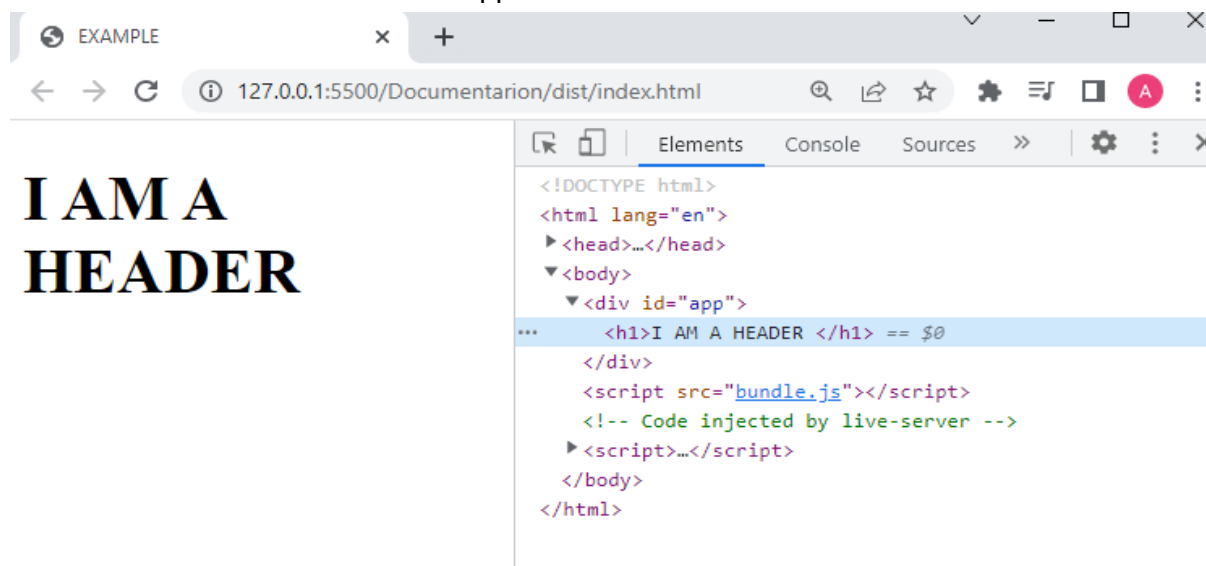 EXAMPLE
127.0.0.1:5500/Documentarion/dist/index.html
A
I AM A
HEADER
Elements Console Sources »
<!DOCTYPE html>
<html lang="en">
<head>…</head>
<body>
<div id="app">
<h1>I AM A HEADER </h1> == $0
</div>
<script src="bundle.js"></script>
<!-- Code injected by live-server -->
<script>…</script>
</body>
</html>